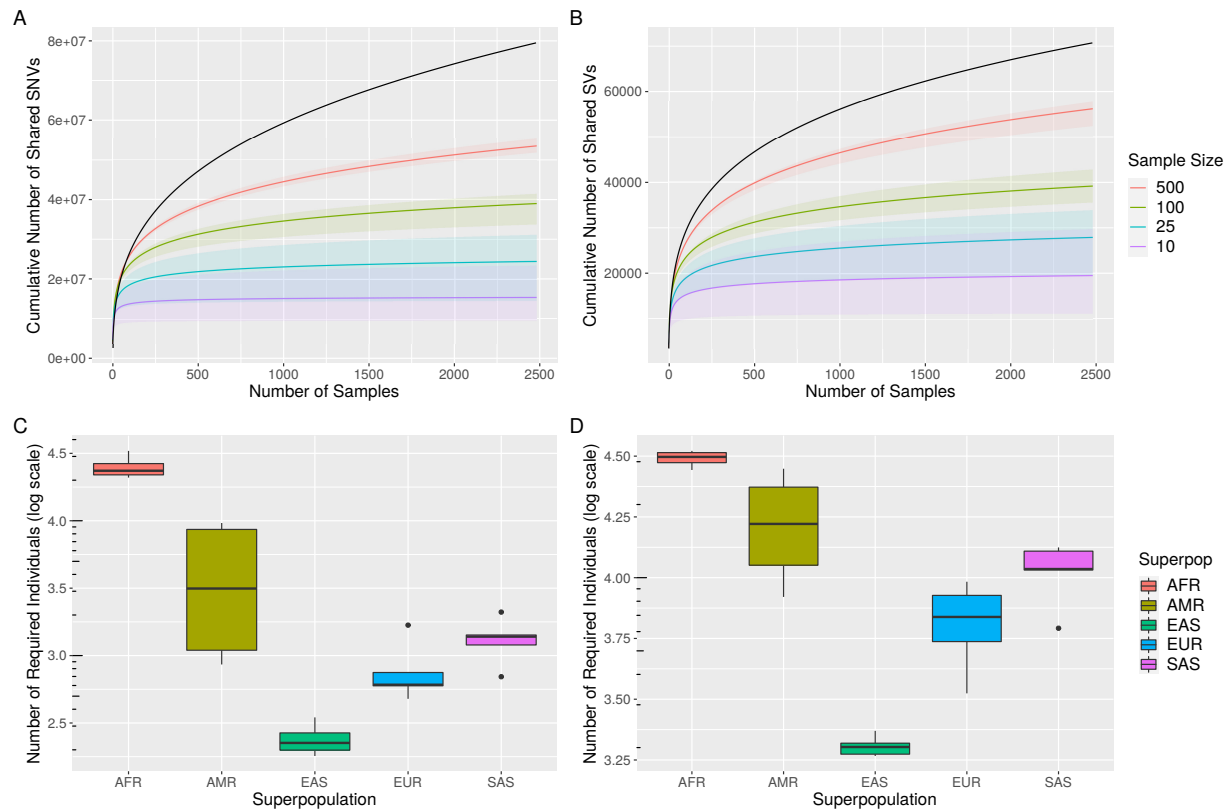 A
B
Cumulative Number of Shared SNVs
8e+07
6e+07
4e+07
2e+07
0e+00
0
500
1000
1500
2000
2500
Number of Samples
Cumulative Number of Shared SVs
60000
40000
20000
0
500
1000
1500
2000
2500
Number of Samples
Sample Size
500
100
25
10
C
D
Number of Required Individuals (log scale)
4.5
4.0
3.5
3.0
2.5
AFR
AMR
EAS
EUR
SAS
Superpopulation
Number of Required Individuals (log scale)
4.50
4.25
4.00
3.75
3.50
3.25
AFR
AMR
EAS
EUR
SAS
Superpopulation
Superpop
AFR
AMR
EAS
EUR
SAS